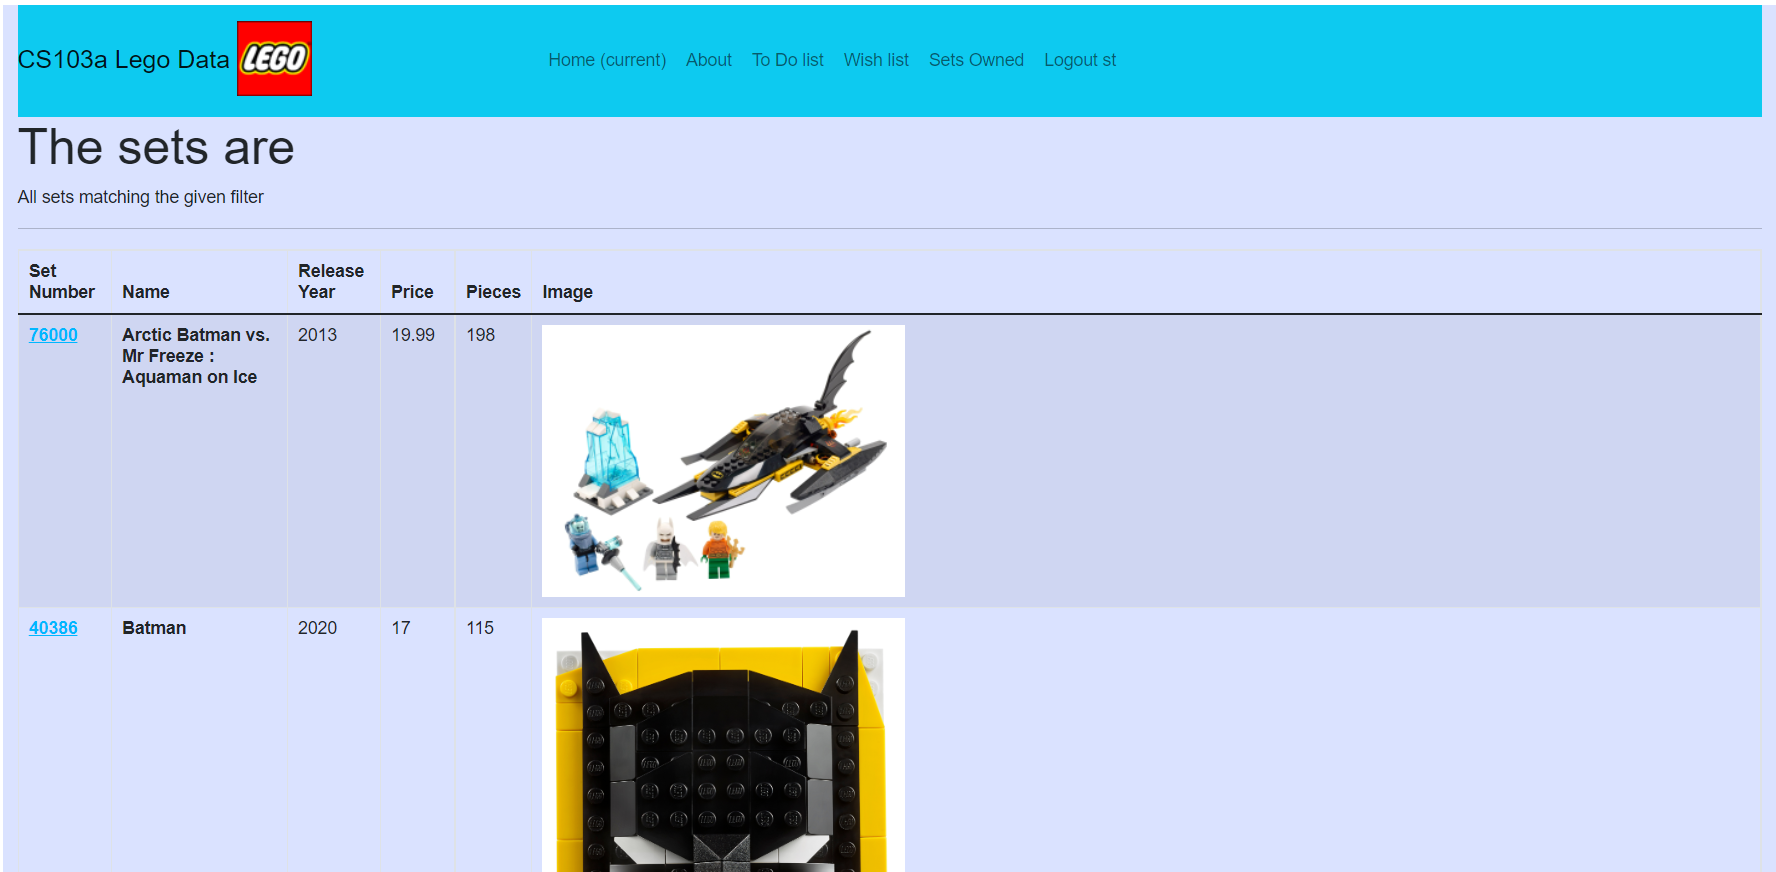 CS103a Lego Data LEGO Home (current) About To Do list Wish list Sets Owned Logout st
The sets are
All sets matching the given filter
Set
Number
Name
Release
Year
Price
Pieces
Image
76000
Arctic Batman vs.
Mr Freeze :
Aquaman on Ice
2013
19.99
198
40386
Batman
2020
17
115